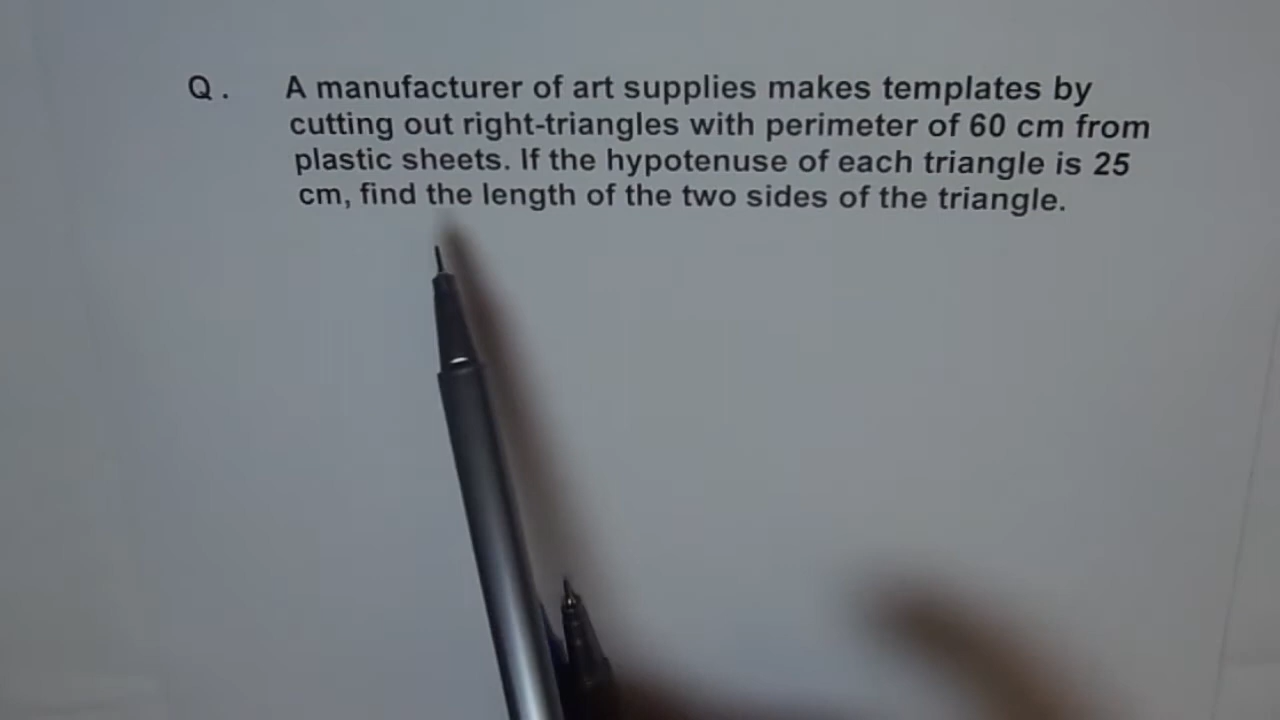 Q. A manufacturer of art supplies makes templates by
cutting out right-triangles with perimeter of 60 cm from
plastic sheets. If the hypotenuse of each triangle is 25
cm, find the length of the two sides of the triangle.